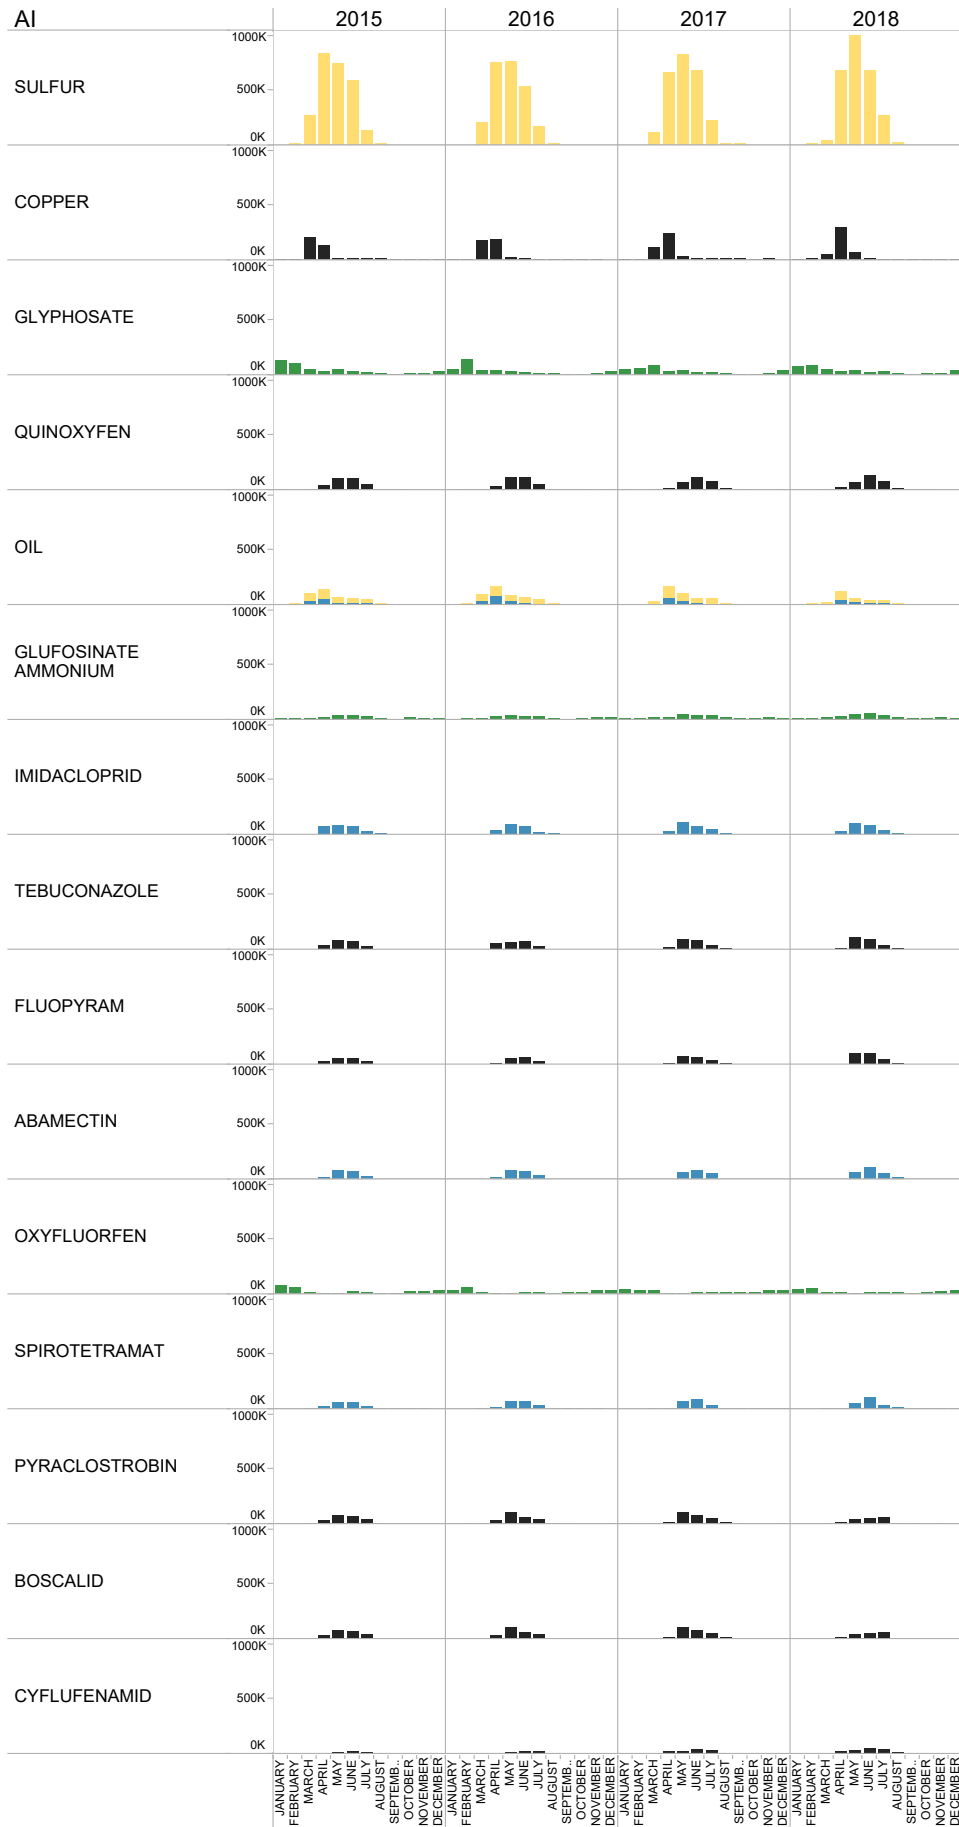 AI 2015 2016 2017 2018
1000K
SULFUR
500K
0K
1000K
COPPER
500K
0K
1000K
GLYPHOSATE
500K
0K
1000K
QUINOXYFEN
500K
0K
1000K
OIL
500K
0K
1000K
GLUFOSINATE
AMMONIUM
500K
0K
1000K
IMIDACLOPRID
500K
0K
1000K
TEBUCONAZOLE
500K
0K
1000K
FLUOPYRAM
500K
0K
1000K
ABAMECTIN
500K
0K
1000K
OXYFLUORFEN
500K
0K
1000K
SPIROTETRAMAT
500K
0K
1000K
PYRACLOSTROBIN
500K
0K
1000K
BOSCALID
500K
0K
1000K
CYFLUFENAMID
500K
0K
JANUARY
FEBRUARY
MARCH
APRIL
MAY
JUNE
JULY
AUGUST
SEPTEMB..
OCTOBER
NOVEMBER
DECEMBER
JANUARY
FEBRUARY
MARCH
APRIL
MAY
JUNE
JULY
AUGUST
SEPTEMB..
OCTOBER
NOVEMBER
DECEMBER
JANUARY
FEBRUARY
MARCH
APRIL
MAY
JUNE
JULY
AUGUST
SEPTEMB..
OCTOBER
NOVEMBER
DECEMBER
JANUARY
FEBRUARY
MARCH
APRIL
MAY
JUNE
JULY
AUGUST
SEPTEMB..
OCTOBER
NOVEMBER
DECEMBER